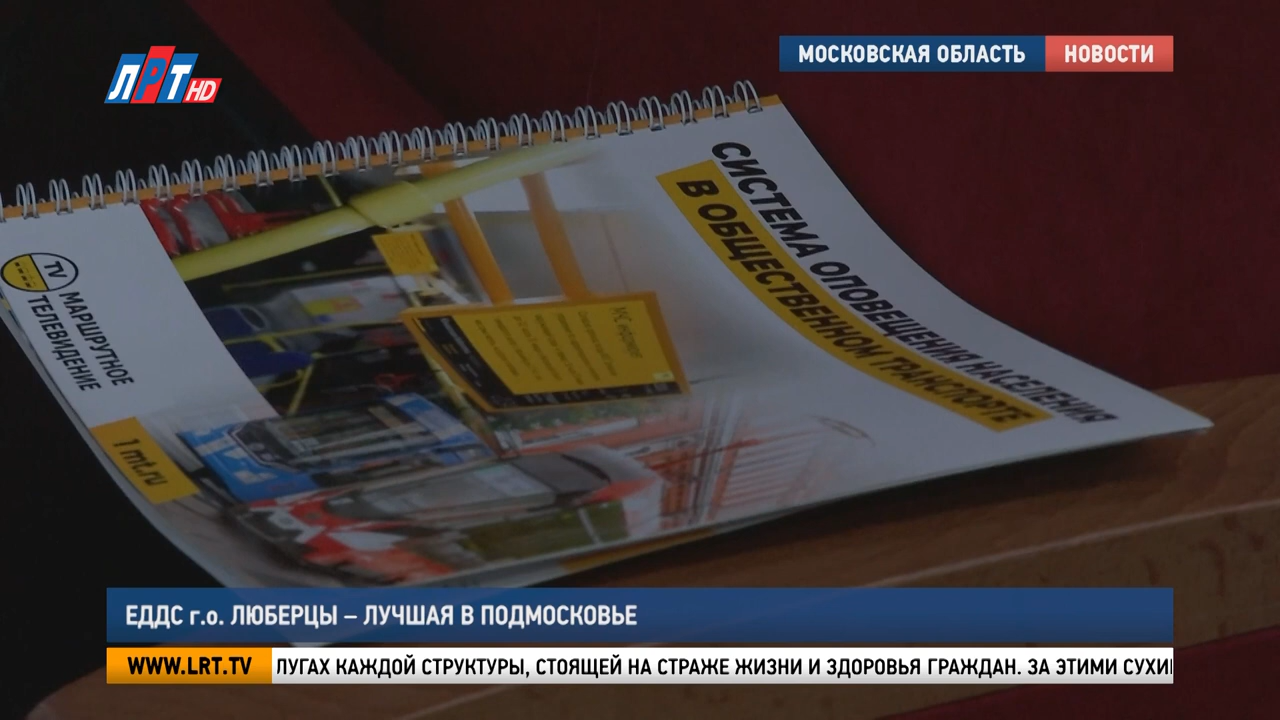 ЛРТ HD
МОСКОВСКАЯ ОБЛАСТЬ НОВОСТИ
СИСТЕМА ОПОВЕЩЕНИЯ НАСЕЛЕНИЯ
В ОБЩЕСТВЕННОМ ТРАНСПОРТЕ
TV
МАРШРУТНОЕ
ТЕЛЕВИДЕНИЕ
1mt.ru
ЕДДС г.о. ЛЮБЕРЦЫ – ЛУЧШАЯ В ПОДМОСКОВЬЕ
WWW.LRT.TV ЛУГАХ КАЖДОЙ СТРУКТУРЫ, СТОЯЩЕЙ НА СТРАЖЕ ЖИЗНИ И ЗДОРОВЬЯ ГРАЖДАН. ЗА ЭТИМИ СУХИ